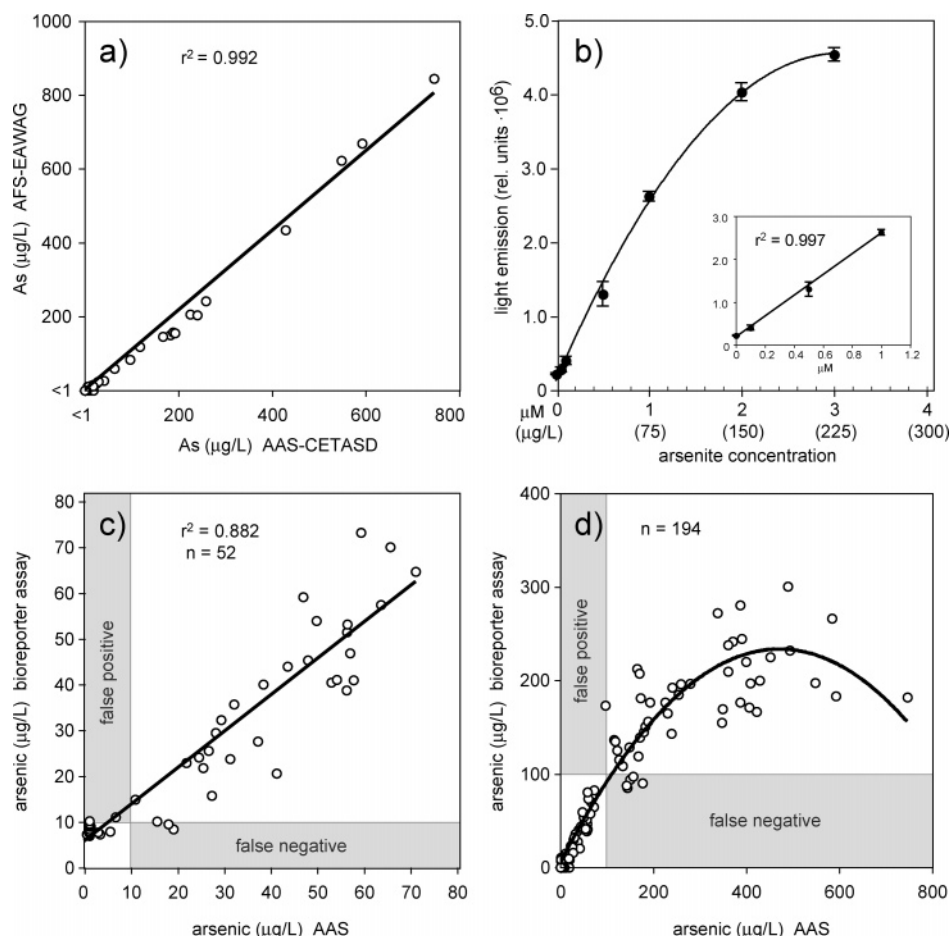 a)
r² = 0.992
1000
800
600
400
200
<1
As (µg/L) AFS-EAWAG
<1
200
400
600
800
As (µg/L) AAS-CETASD
b)
5.0
4.0
3.0
2.0
1.0
0
light emission (rel. units ·10⁶)
r² = 0.997
3.0
2.0
1.0
0
0 0.2 0.4 0.6 0.8 1.0 1.2
µM
µM 0 1 2 3 4
(µg/L) (75) (150) (225) (300)
arsenite concentration
c)
r² = 0.882
n = 52
80
70
60
50
40
30
20
10
0
arsenic (µg/L) bioreporter assay
false positive
false negative
0 10 20 30 40 50 60 70 80
arsenic (µg/L) AAS
d)
n = 194
400
300
200
100
0
arsenic (µg/L) bioreporter assay
false positive
false negative
0 200 400 600 800
arsenic (µg/L) AAS